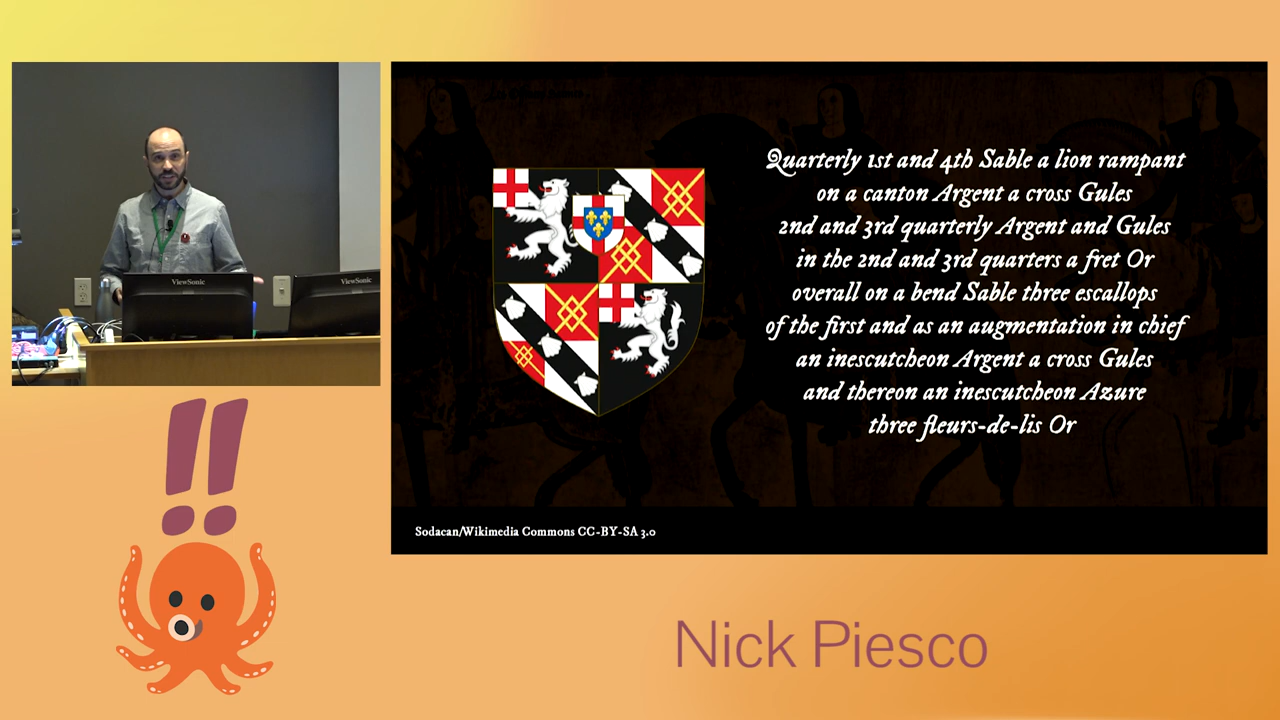 ViewSonic
ViewSonic
Quarterly 1st and 4th Sable a lion rampant
on a canton Argent a cross Gules
2nd and 3rd quarterly Argent and Gules
in the 2nd and 3rd quarters a fret Or
overall on a bend Sable three escallops
of the first and as an augmentation in chief
an inescutcheon Argent a cross Gules
and thereon an inescutcheon Azure
three fleurs-de-lis Or
Sodacan/Wikimedia Commons CC-BY-SA 3.0
!!
Nick Piesco